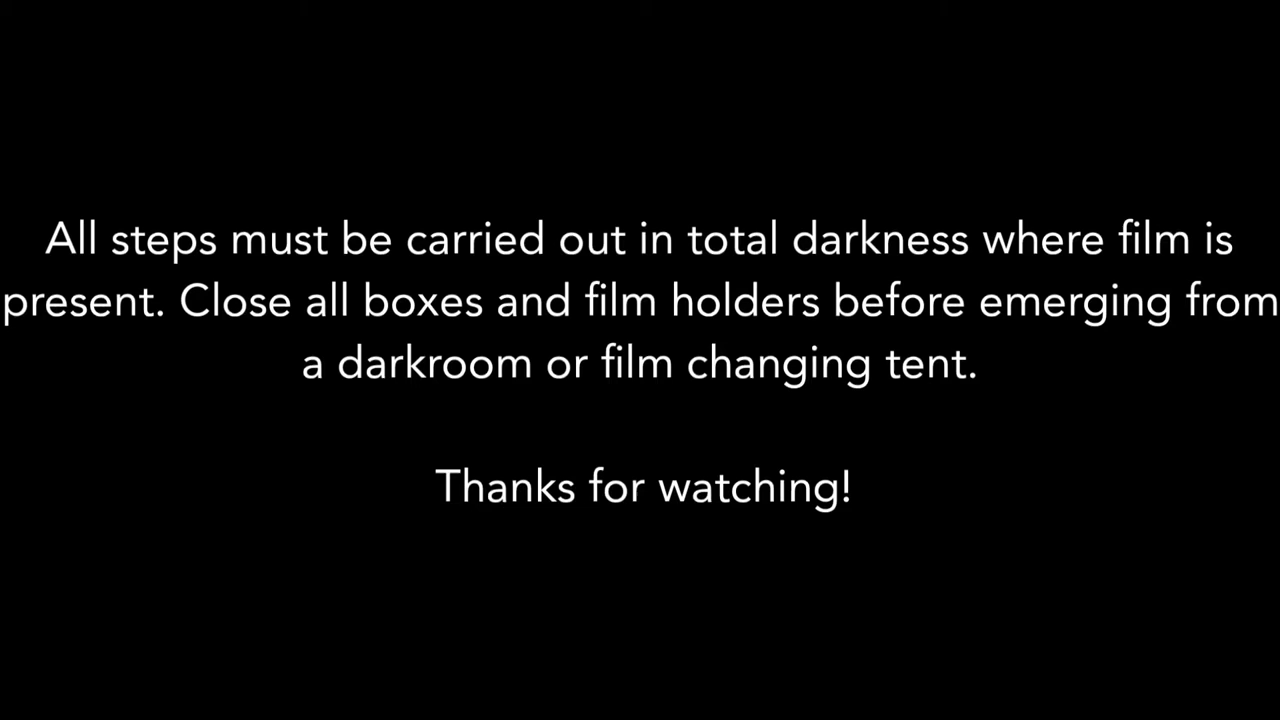 All steps must be carried out in total darkness where film is
present. Close all boxes and film holders before emerging from
a darkroom or film changing tent.
Thanks for watching!